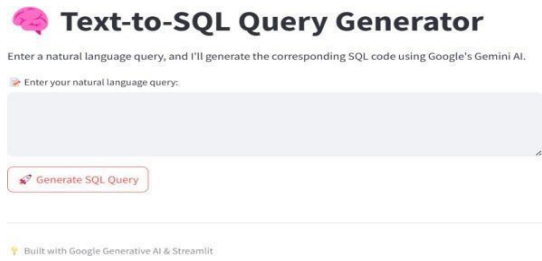 🧠 Text-to-SQL Query Generator
Enter a natural language query, and I'll generate the corresponding SQL code using Google's Gemini AI.
📝 Enter your natural language query:
🚀 Generate SQL Query
💡 Built with Google Generative AI & Streamlit